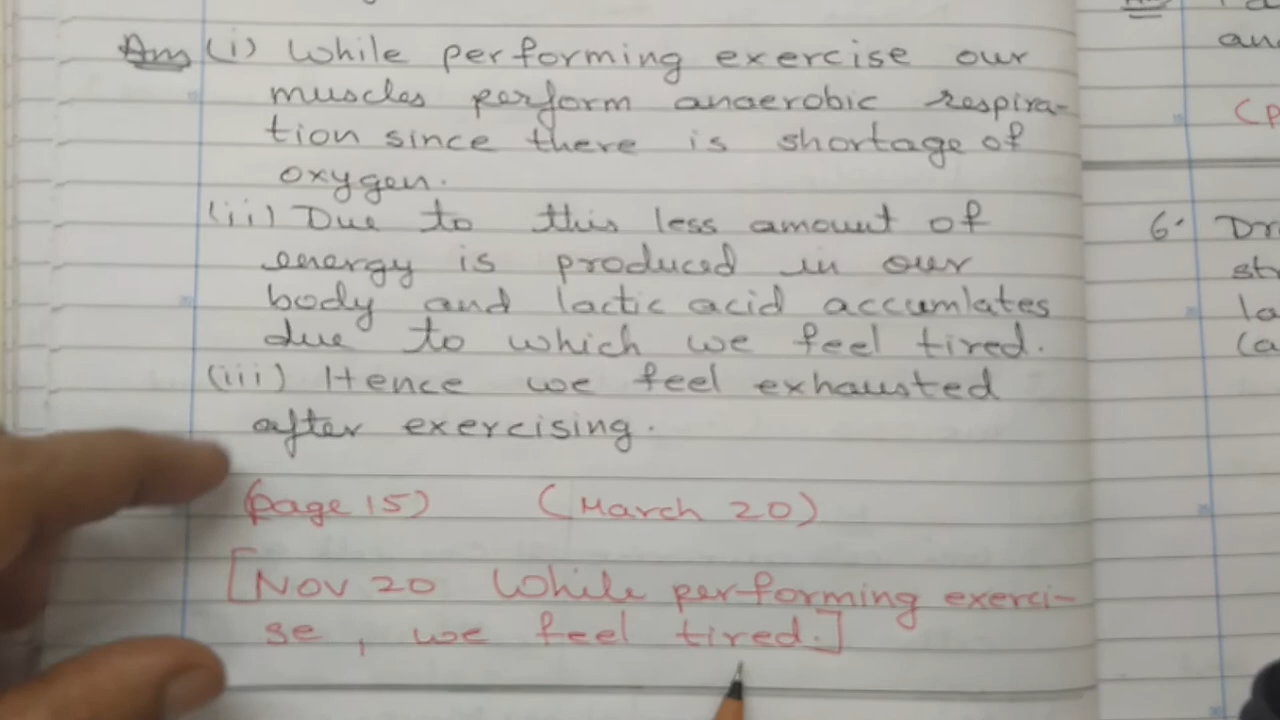 Ans (i) While performing exercise our
muscles perform anaerobic respira-
tion since there is shortage of
oxygen.
(ii) Due to this less amount of
energy is produced in our
body and lactic acid accumlates
due to which we feel tired.
(iii) Hence we feel exhausted
after exercising.
(page 15) (March 20)
[Nov 20 While performing exerci-
se, we feel tired.]
6.